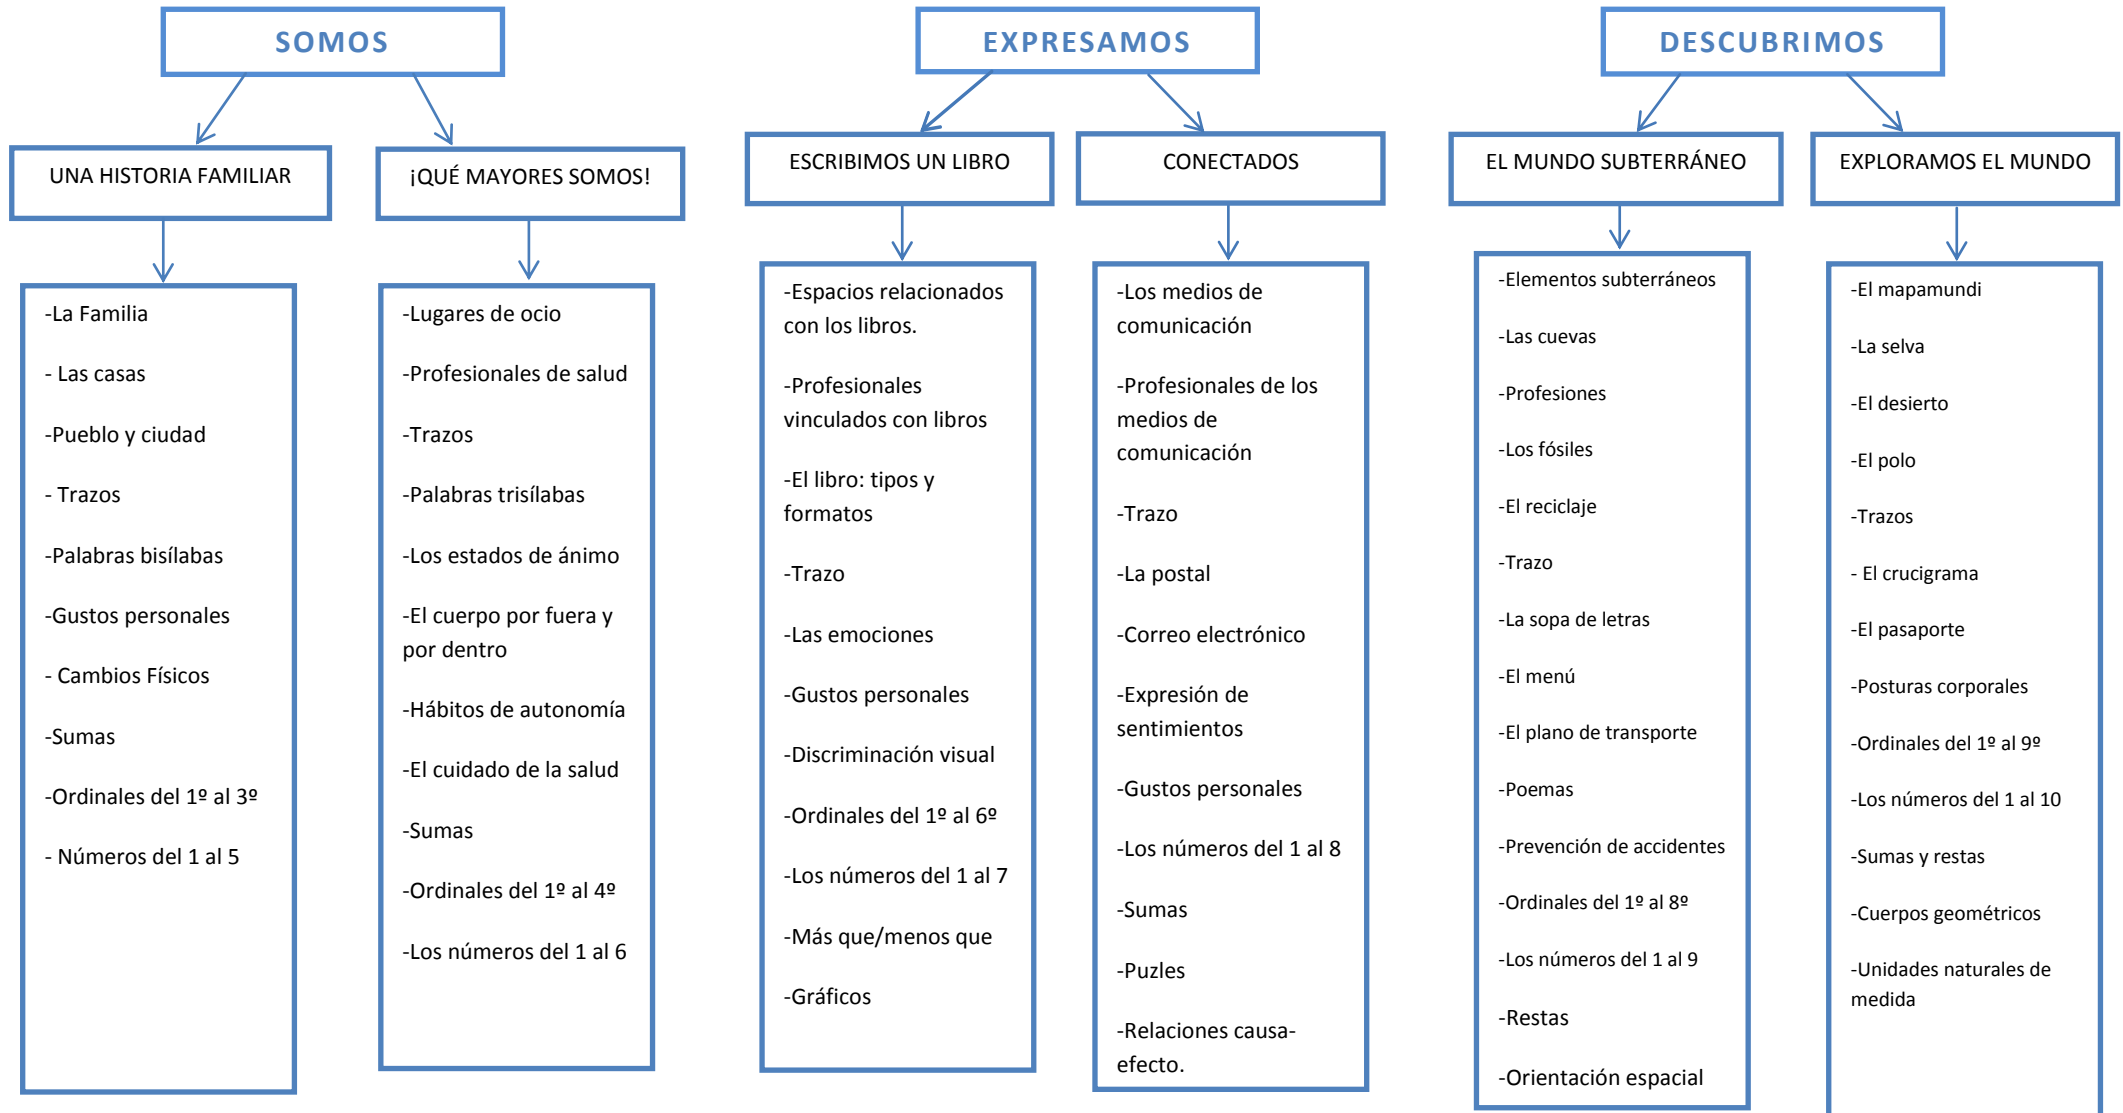 SOMOS
EXPRESAMOS
DESCUBRIMOS
UNA HISTORIA FAMILIAR
¡QUÉ MAYORES SOMOS!
ESCRIBIMOS UN LIBRO
CONECTADOS
EL MUNDO SUBTERRÁNEO
EXPLORAMOS EL MUNDO
-La Familia
- Las casas
-Pueblo y ciudad
- Trazos
-Palabras bisílabas
-Gustos personales
- Cambios Físicos
-Sumas
-Ordinales del 1º al 3º
- Números del 1 al 5
-Lugares de ocio
-Profesionales de salud
-Trazos
-Palabras trisílabas
-Los estados de ánimo
-El cuerpo por fuera y
por dentro
-Hábitos de autonomía
-El cuidado de la salud
-Sumas
-Ordinales del 1º al 4º
-Los números del 1 al 6
-Espacios relacionados
con los libros.
-Profesionales
vinculados con libros
-El libro: tipos y
formatos
-Trazo
-Las emociones
-Gustos personales
-Discriminación visual
-Ordinales del 1º al 6º
-Los números del 1 al 7
-Más que/menos que
-Gráficos
-Los medios de
comunicación
-Profesionales de los
medios de
comunicación
-Trazo
-La postal
-Correo electrónico
-Expresión de
sentimientos
-Gustos personales
-Los números del 1 al 8
-Sumas
-Puzles
-Relaciones causa-
efecto.
-Elementos subterráneos
-Las cuevas
-Profesiones
-Los fósiles
-El reciclaje
-Trazo
-La sopa de letras
-El menú
-El plano de transporte
-Poemas
-Prevención de accidentes
-Ordinales del 1º al 8º
-Los números del 1 al 9
-Restas
-Orientación espacial
-El mapamundi
-La selva
-El desierto
-El polo
-Trazos
- El crucigrama
-El pasaporte
-Posturas corporales
-Ordinales del 1º al 9º
-Los números del 1 al 10
-Sumas y restas
-Cuerpos geométricos
-Unidades naturales de
medida